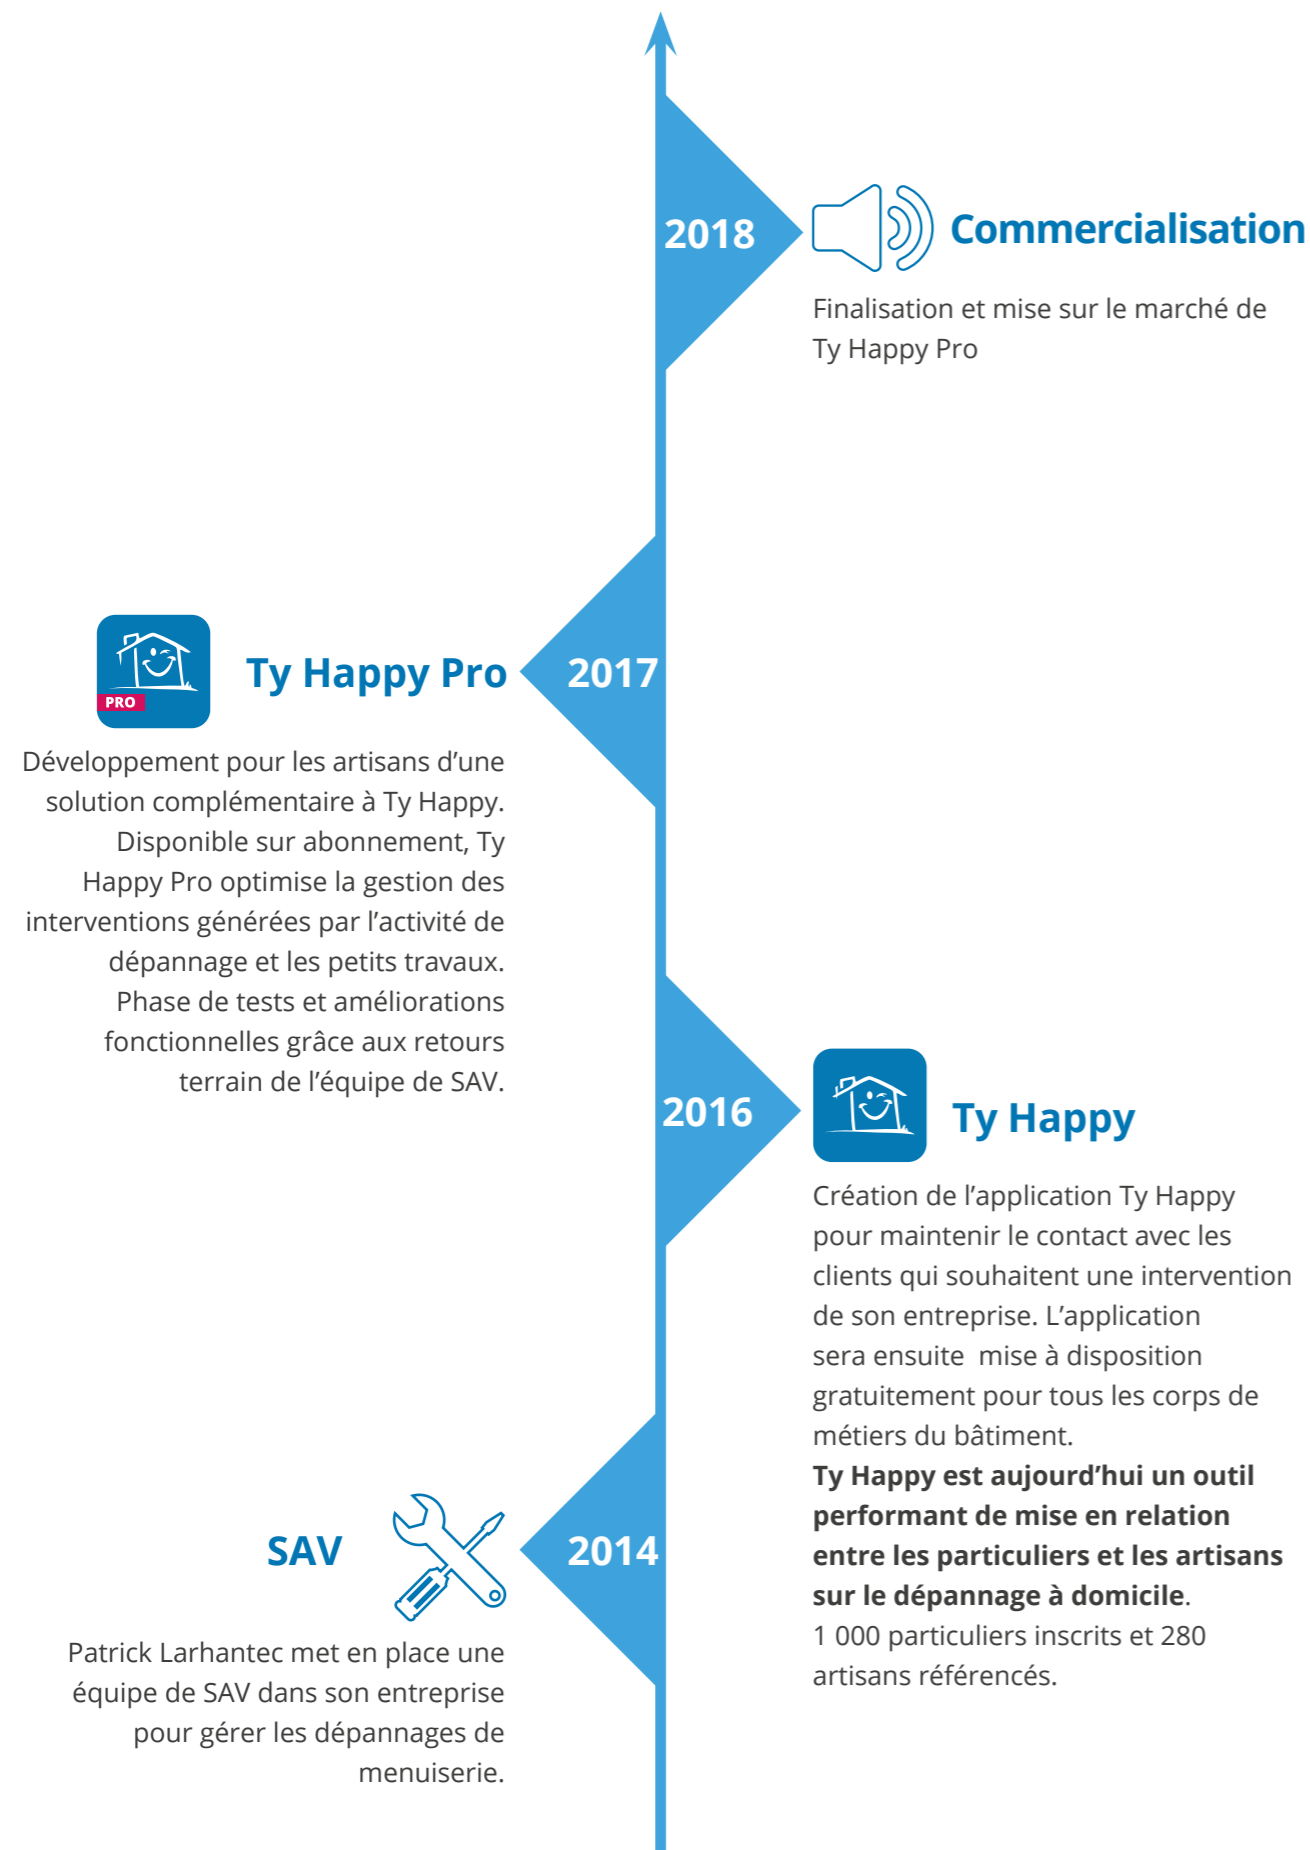 2018
Commercialisation
Finalisation et mise sur le marché de
Ty Happy Pro
PRO
Ty Happy Pro
2017
Développement pour les artisans d’une
solution complémentaire à Ty Happy.
Disponible sur abonnement, Ty
Happy Pro optimise la gestion des
interventions générées par l’activité de
dépannage et les petits travaux.
Phase de tests et améliorations
fonctionnelles grâce aux retours
terrain de l’équipe de SAV.
2016
Ty Happy
Création de l’application Ty Happy
pour maintenir le contact avec les
clients qui souhaitent une intervention
de son entreprise. L’application
sera ensuite  mise à disposition
gratuitement pour tous les corps de
métiers du bâtiment.
Ty Happy est aujourd’hui un outil
performant de mise en relation
entre les particuliers et les artisans
sur le dépannage à domicile.
1 000 particuliers inscrits et 280
artisans référencés.
SAV
2014
Patrick Larhantec met en place une
équipe de SAV dans son entreprise
pour gérer les dépannages de
menuiserie.